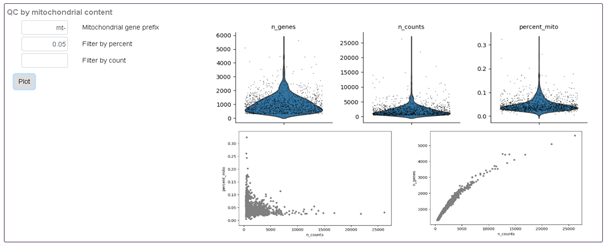 QC by mitochondrial content
mt- Mitochondrial gene prefix
0.05 Filter by percent
Filter by count
Plot
n_genes n_counts percent_mito
6000
5000
4000
3000
2000
1000
0
25000
20000
15000
10000
5000
0
0.3
0.2
0.1
0.0
percent_mito
0.30
0.25
0.20
0.15
0.10
0.05
0.00
0 5000 10000 15000 20000 25000
n_counts
n_genes
5000
4000
3000
2000
1000
0 5000 10000 15000 20000 25000
n_counts